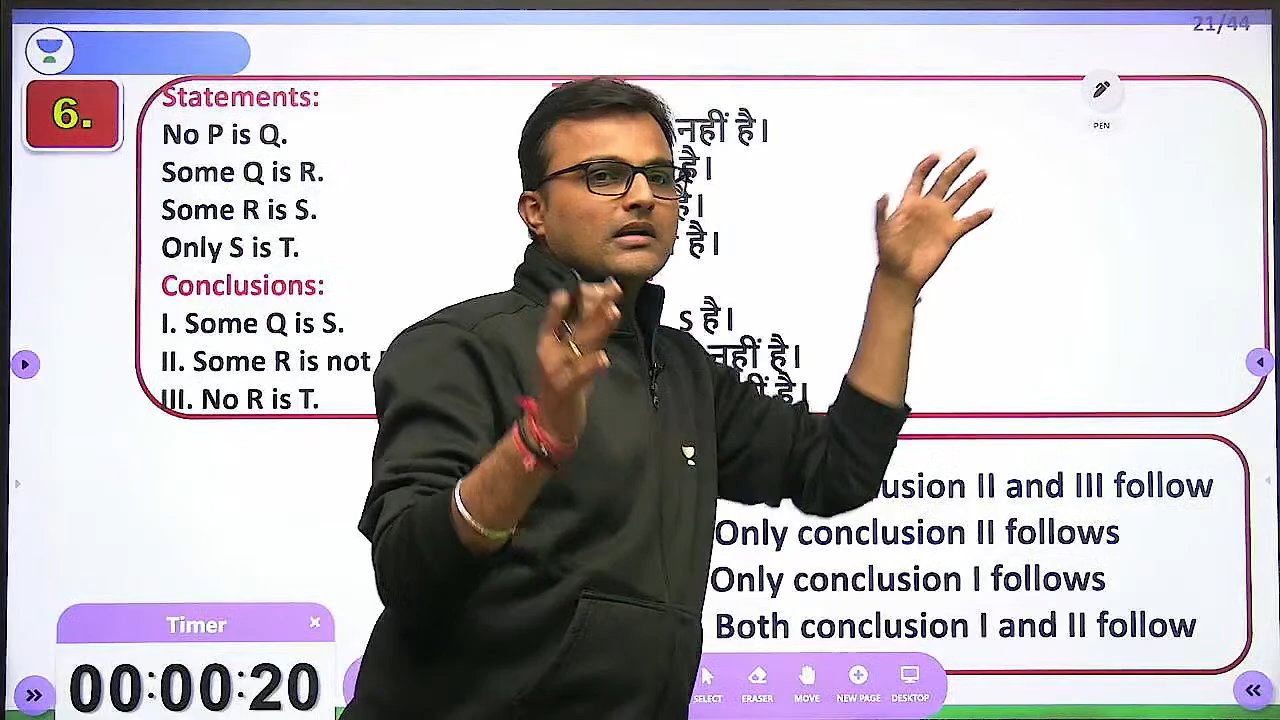 21/44
6.
Statements:
No P is Q.
नहीं है।
Some Q is R.
है।
Some R is S.
है।
Only S is T.
है।
Conclusions:
I. Some Q is S.
S है।
II. Some R is not
नहीं है।
III. No R is T.
है।
PEN
II and III follow
Only conclusion II follows
Only conclusion I follows
Both conclusion I and II follow
Timer ×
00:00:20
SELECT ERASER MOVE NEW PAGE DESKTOP